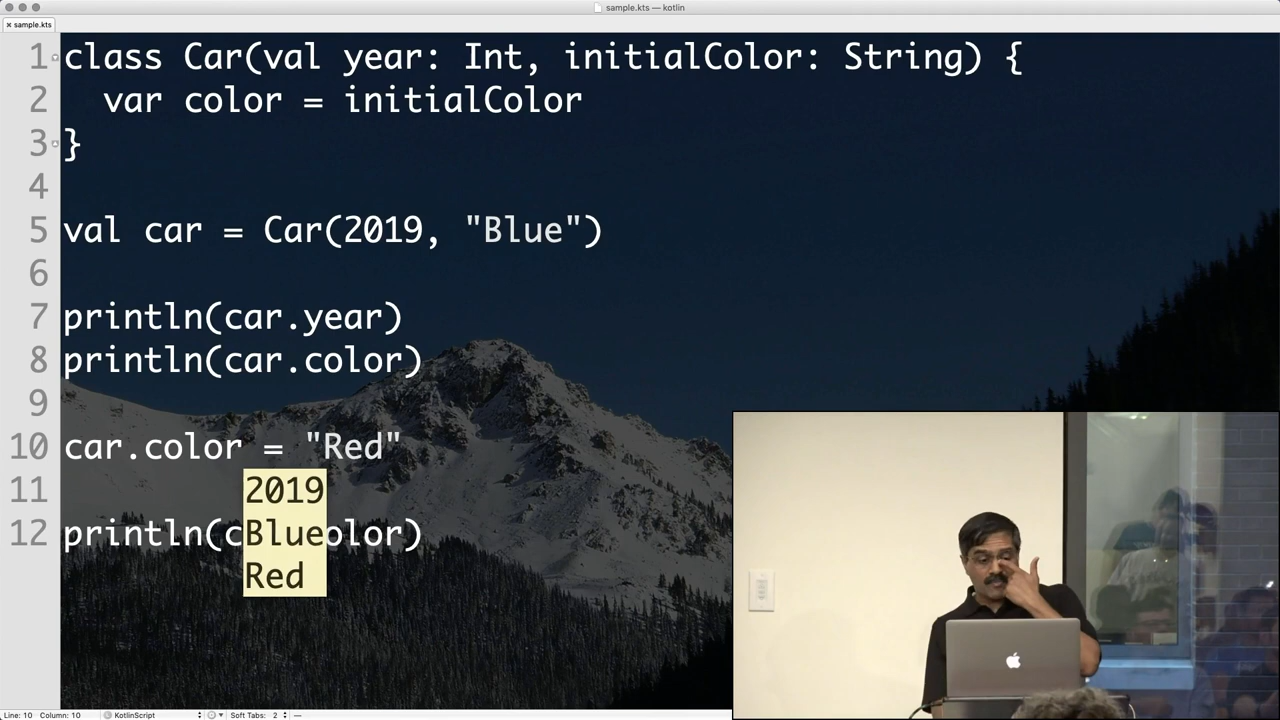 sample.kts — kotlin
× sample.kts
1 class Car(val year: Int, initialColor: String) {
2   var color = initialColor
3 }
4
5 val car = Car(2019, "Blue")
6
7 println(car.year)
8 println(car.color)
9
10 car.color = "Red"
11
12 println(c olor)
2019
Blue
Red
Line: 10 Column: 10 KotlinScript Soft Tabs: 2 —